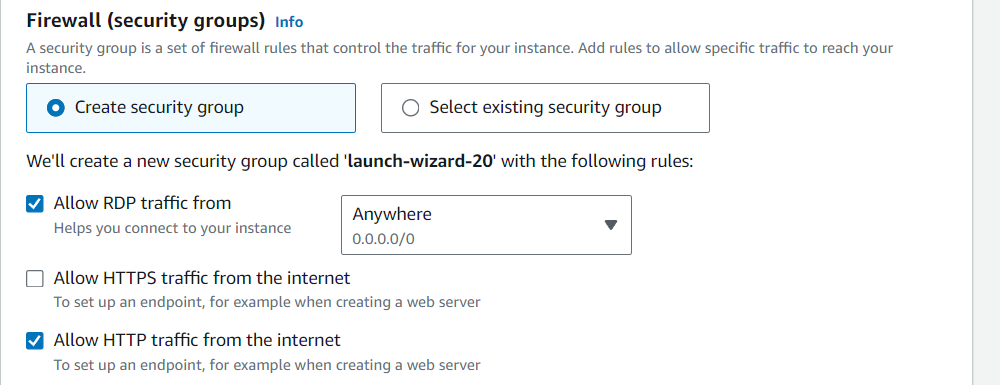 Firewall (security groups) Info
A security group is a set of firewall rules that control the traffic for your instance. Add rules to allow specific traffic to reach your
instance.
Create security group
Select existing security group
We'll create a new security group called 'launch-wizard-20' with the following rules:
Allow RDP traffic from
Helps you connect to your instance
Anywhere
0.0.0.0/0
Allow HTTPS traffic from the internet
To set up an endpoint, for example when creating a web server
Allow HTTP traffic from the internet
To set up an endpoint, for example when creating a web server